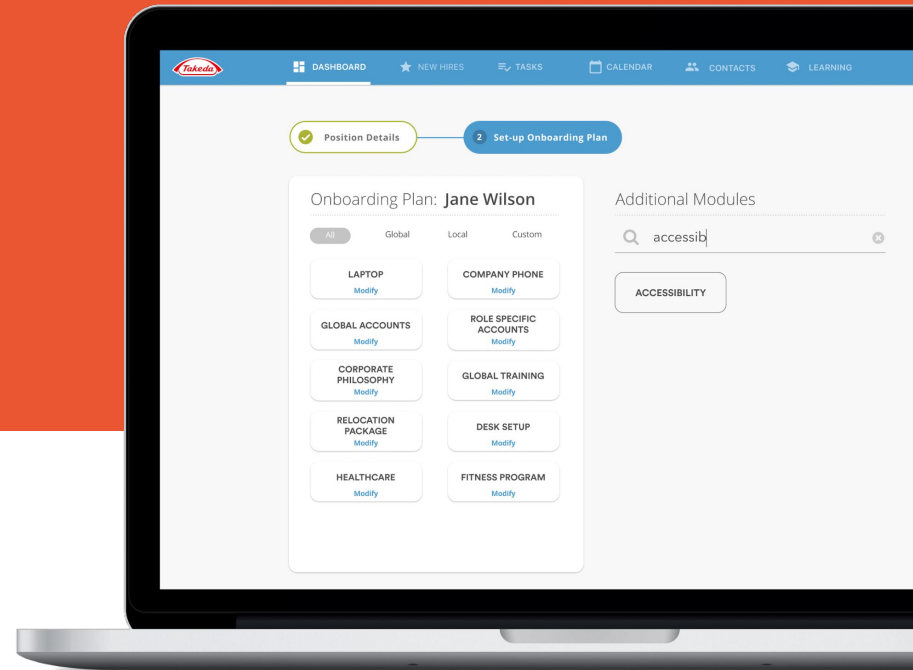 Takeda
DASHBOARD
NEW HIRES
TASKS
CALENDAR
CONTACTS
LEARNING
Position Details
2 Set-up Onboarding Plan
Onboarding Plan: Jane Wilson
All Global Local Custom
LAPTOP
Modify
COMPANY PHONE
Modify
GLOBAL ACCOUNTS
Modify
ROLE SPECIFIC
ACCOUNTS
Modify
CORPORATE
PHILOSOPHY
Modify
GLOBAL TRAINING
Modify
RELOCATION
PACKAGE
Modify
DESK SETUP
Modify
HEALTHCARE
Modify
FITNESS PROGRAM
Modify
Additional Modules
accessib
ACCESSIBILITY